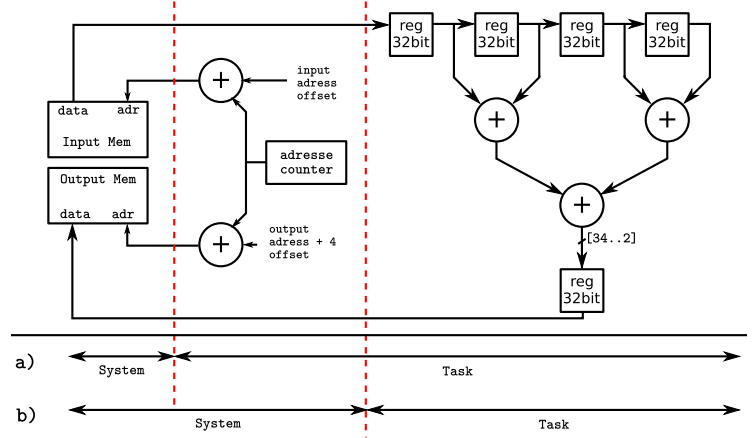 reg
32bit
reg
32bit
reg
32bit
reg
32bit
+
input
adress
offset
data
adr
Input Mem
+
+
adresse
counter
Output Mem
data
adr
+
output
adress + 4
offset
+
[34..2]
reg
32bit
a)
System
Task
b)
System
Task